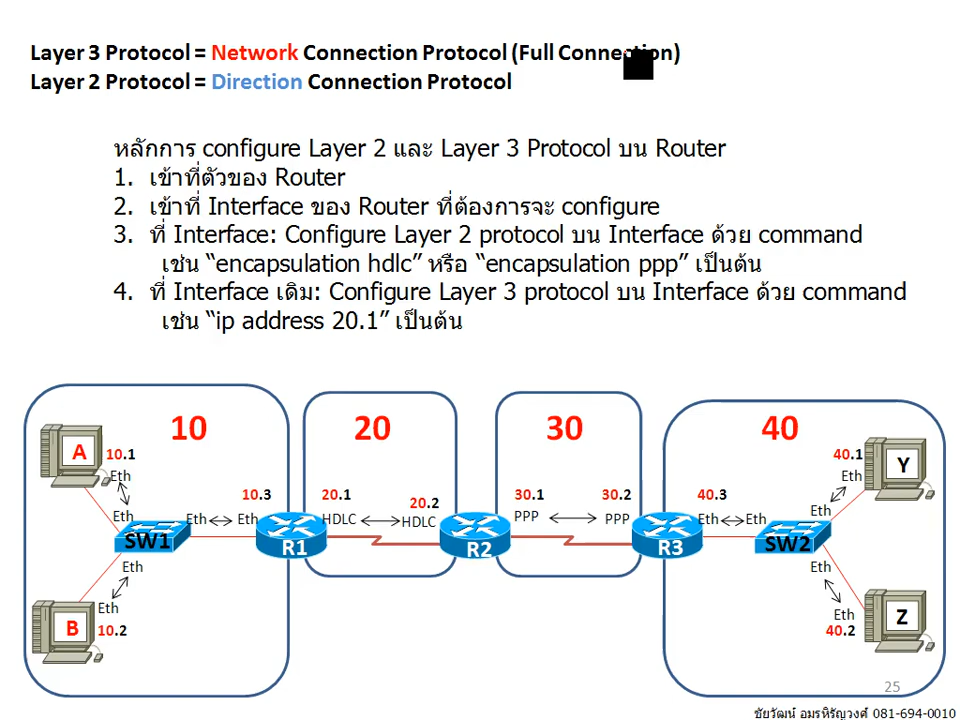 Layer 3 Protocol = Network Connection Protocol (Full Connection)
Layer 2 Protocol = Direction Connection Protocol
หลักการ configure Layer 2 และ Layer 3 Protocol บน Router
1. เข้าที่ตัวของ Router
2. เข้าที่ Interface ของ Router ที่ต้องการจะ configure
3. ที่ Interface: Configure Layer 2 protocol บน Interface ด้วย command
เช่น “encapsulation hdlc” หรือ “encapsulation ppp” เป็นต้น
4. ที่ Interface เดิม: Configure Layer 3 protocol บน Interface ด้วย command
เช่น “ip address 20.1” เป็นต้น
10 20 30 40
A 10.1 40.1 Y
Eth Eth
10.3 20.1 20.2 30.1 30.2 40.3
Eth Eth Eth HDLC HDLC PPP PPP Eth Eth Eth
SW1 R1 R2 R3 SW2
Eth Eth
Eth Eth
B 10.2 40.2 Z
25
ชัยวัฒน์ อมรหิรัญวงศ์ 081-694-0010